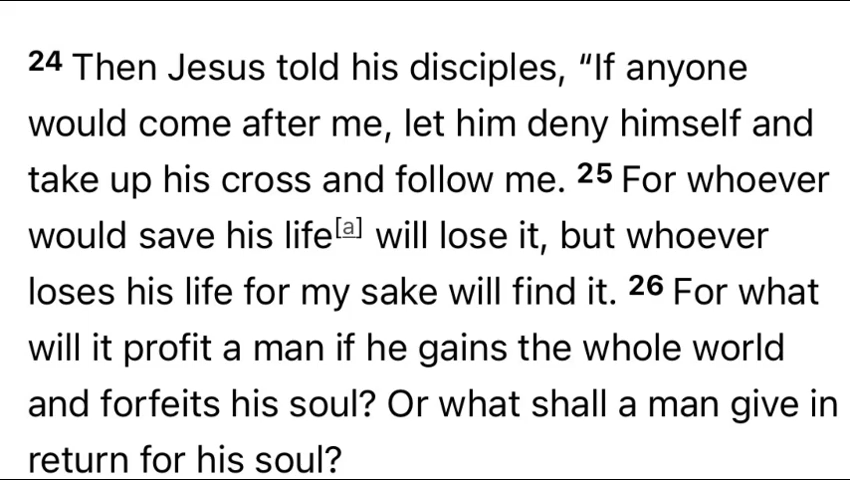 24 Then Jesus told his disciples, “If anyone
would come after me, let him deny himself and
take up his cross and follow me. 25 For whoever
would save his life[a] will lose it, but whoever
loses his life for my sake will find it. 26 For what
will it profit a man if he gains the whole world
and forfeits his soul? Or what shall a man give in
return for his soul?